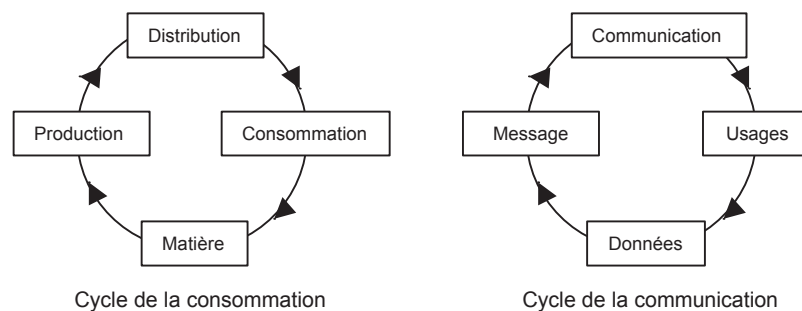 Distribution
Communication
Production
Consommation
Message
Usages
Matière
Données
Cycle de la consommation
Cycle de la communication